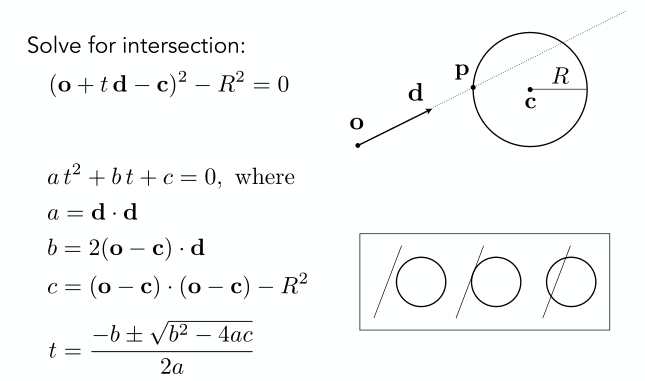 Solve for intersection:
(o + t d − c)² − R² = 0
a t² + b t + c = 0, where
a = d · d
b = 2(o − c) · d
c = (o − c) · (o − c) − R²
t = (−b ± √(b² − 4ac)) / 2a
o
d
p
R
c